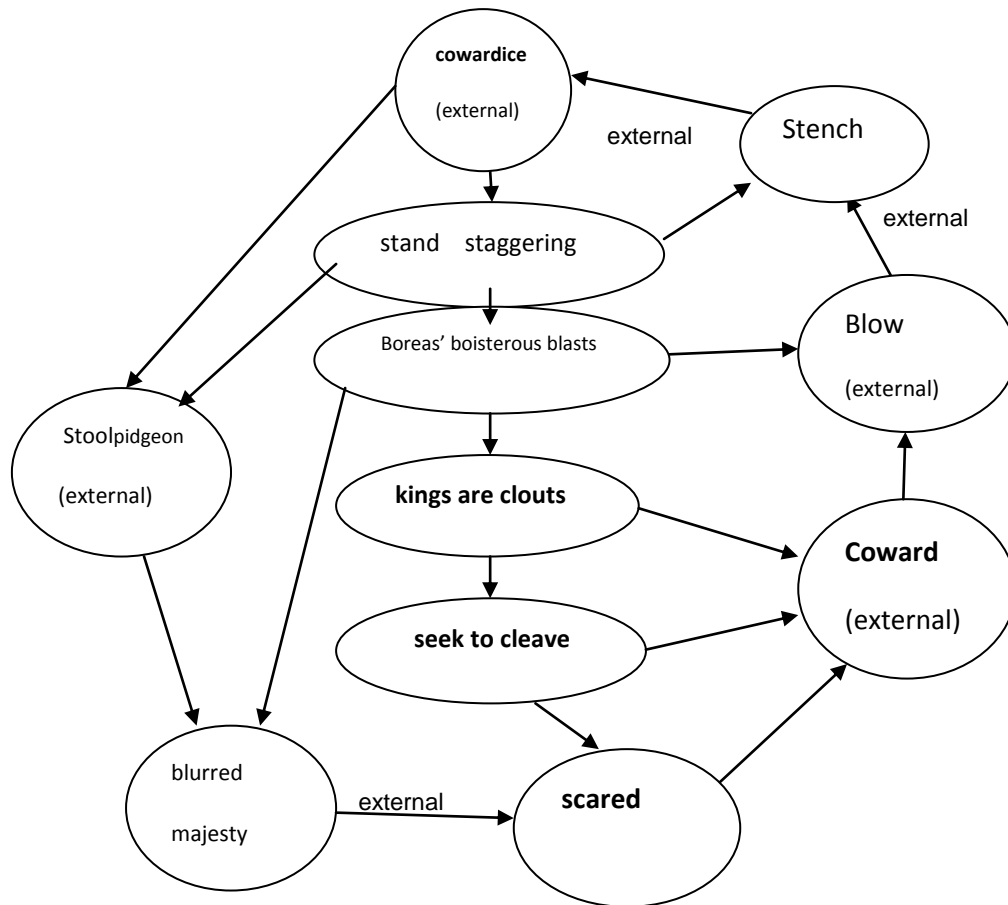 cowardice
(external)
Stench
external
external
stand staggering
Boreas’ boisterous blasts
Blow
(external)
Stoolpidgeon
(external)
kings are clouts
Coward
(external)
seek to cleave
blurred
majesty
external
scared